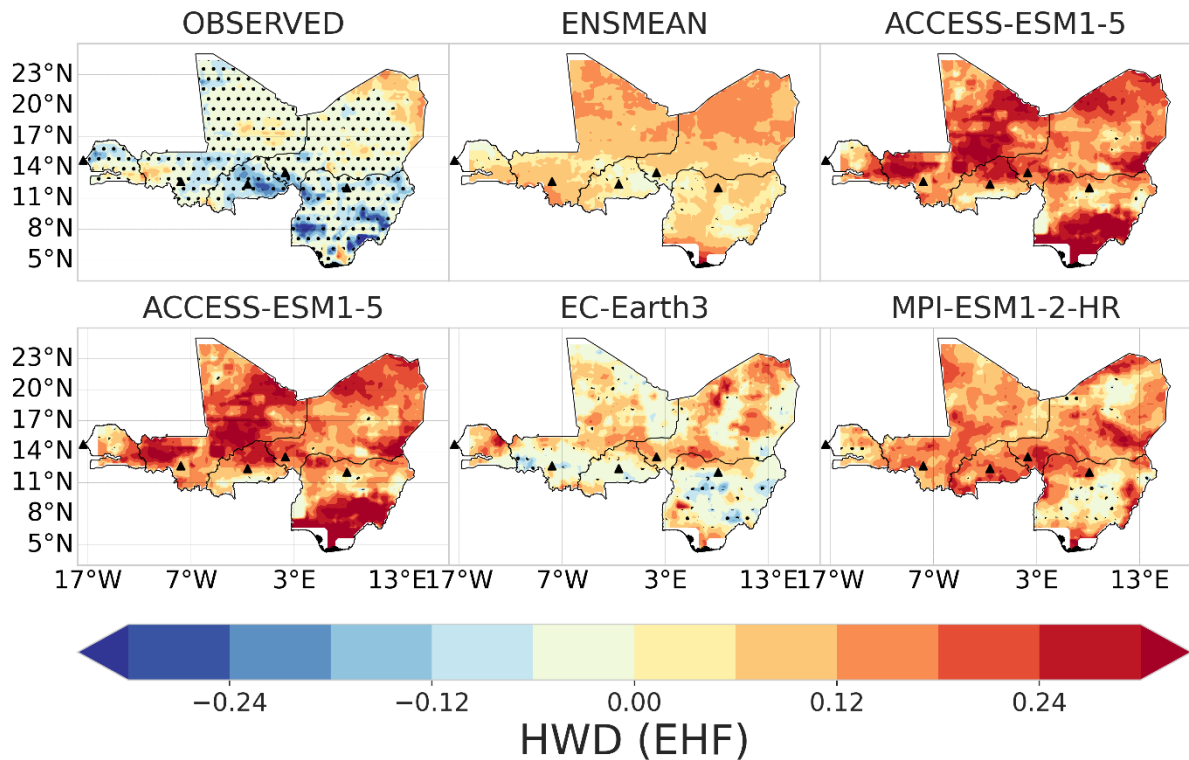 OBSERVED ENSMEAN ACCESS-ESM1-5
23°N
20°N
17°N
14°N
11°N
8°N
5°N
ACCESS-ESM1-5 EC-Earth3 MPI-ESM1-2-HR
23°N
20°N
17°N
14°N
11°N
8°N
5°N
17°W 7°W 3°E 13°E 17°W 7°W 3°E 13°E 17°W 7°W 3°E 13°E
−0.24 −0.12 0.00 0.12 0.24
HWD (EHF)